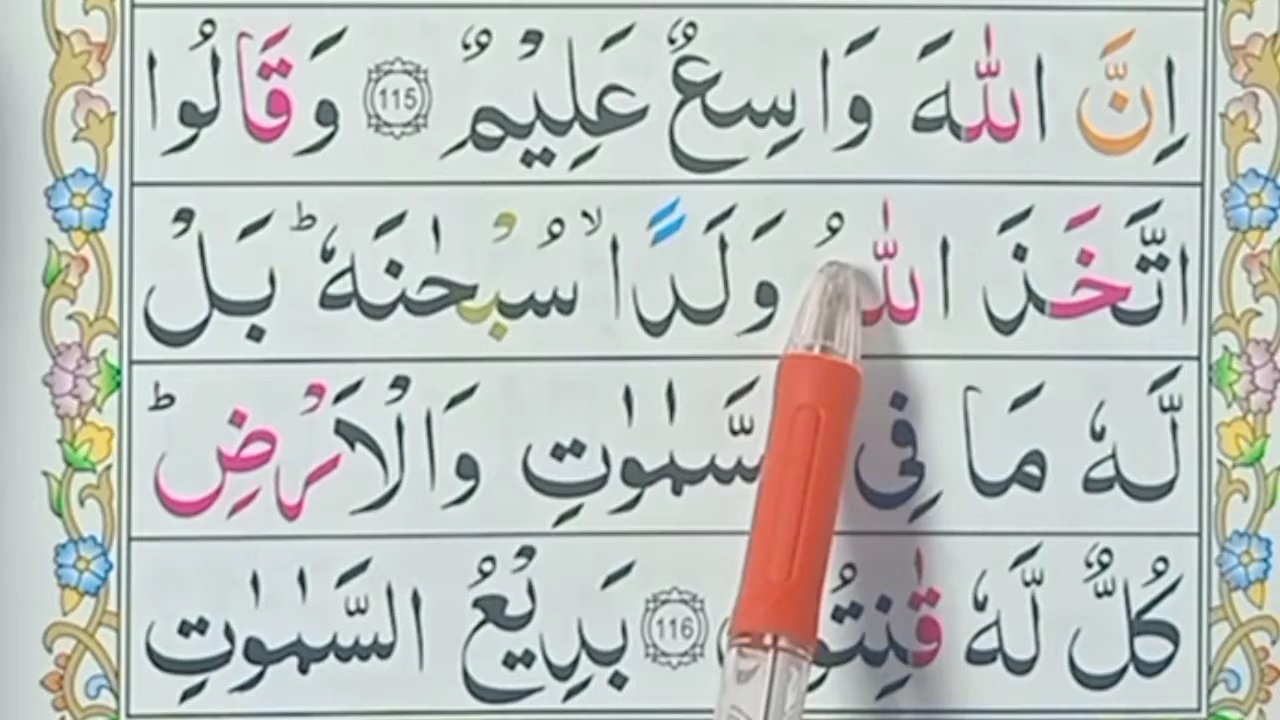 اِنَّ اللّٰهَ وَاسِعٌ عَلِیْمٌ ۝115 وَقَالُوا
اتَّخَذَ اللّٰهُ وَلَدًا ۙ سُبْحٰنَهٗ ؕ بَلْ
لَّهٗ مَا فِی السَّمٰوٰتِ وَالْاَرْضِ ؕ
كُلٌّ لَّهٗ قٰنِتُوْنَ ۝116 بَدِیْعُ السَّمٰوٰتِ